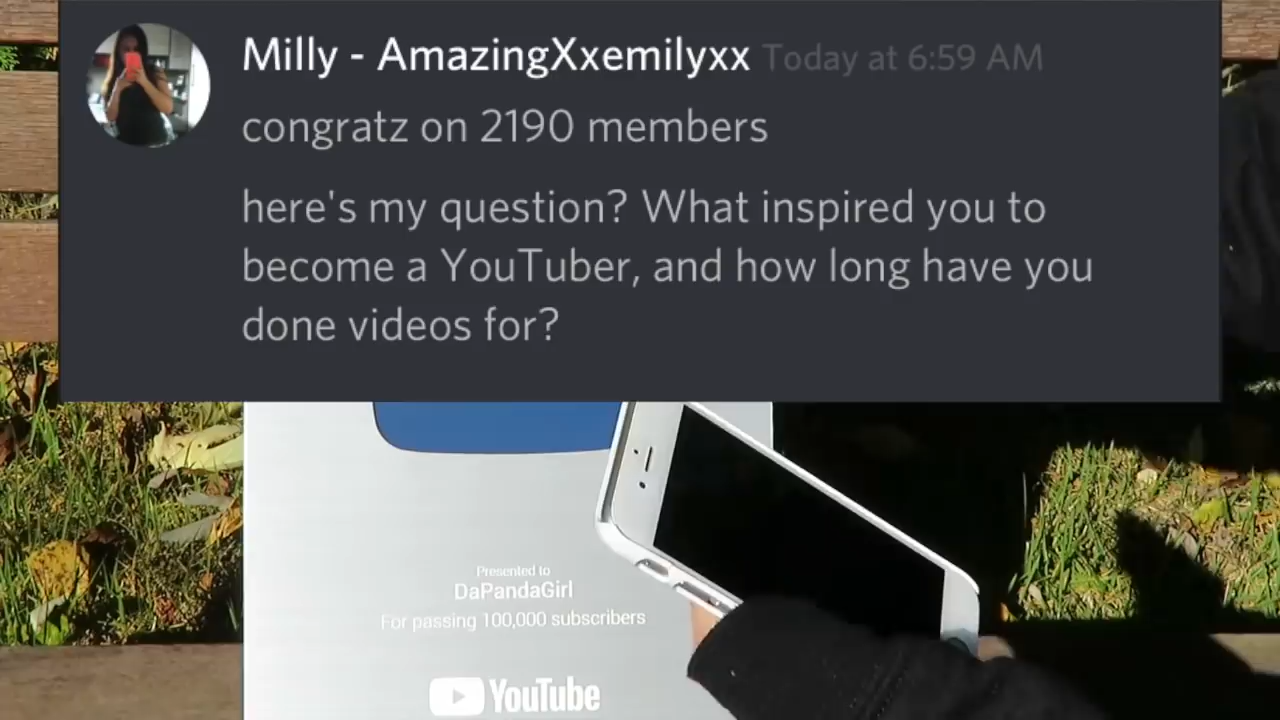 Milly - AmazingXxemilyxx Today at 6:59 AM
congratz on 2190 members
here's my question? What inspired you to
become a YouTuber, and how long have you
done videos for?
Presented to
DaPandaGirl
For passing 100,000 subscribers
YouTube